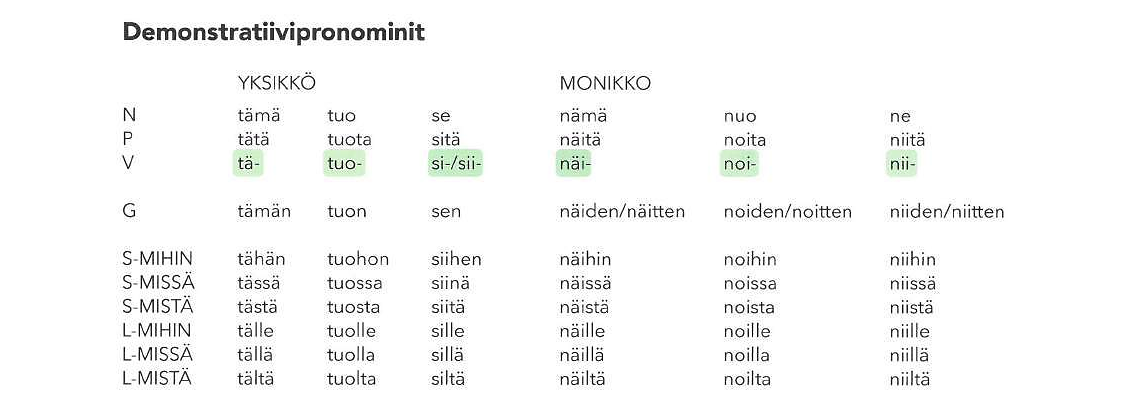 Demonstratiivipronominit
YKSIKKÖ MONIKKO
N tämä tuo se nämä nuo ne
P tätä tuota sitä näitä noita niitä
V tä- tuo- si-/sii- näi- noi- nii-
G tämän tuon sen näiden/näitten noiden/noitten niiden/niitten
S-MIHIN tähän tuohon siihen näihin noihin niihin
S-MISSÄ tässä tuossa siinä näissä noissa niissä
S-MISTÄ tästä tuosta siitä näistä noista niistä
L-MIHIN tälle tuolle sille näille noille niille
L-MISSÄ tällä tuolla sillä näillä noilla niillä
L-MISTÄ tältä tuolta siltä näiltä noilta niiltä